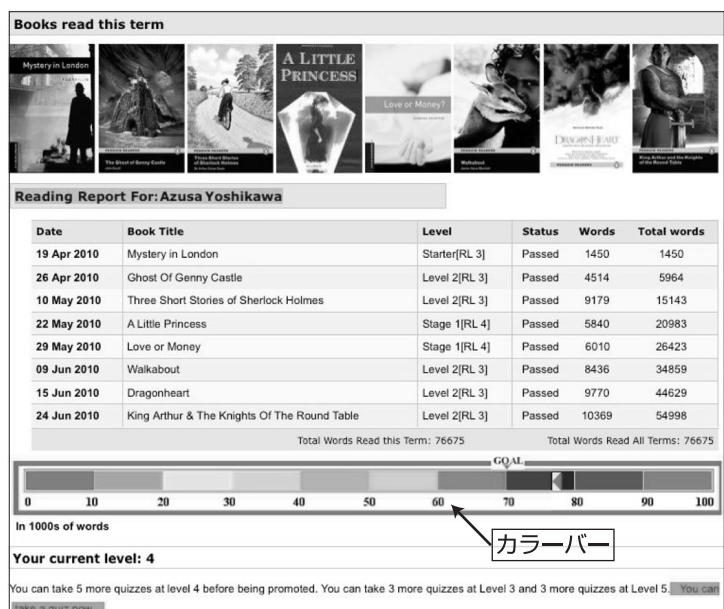 Books read this term
Mystery in London
The Ghost of Genny Castle
Three Short Stories
of Sherlock Holmes
A LITTLE
PRINCESS
Love or Money?
Walkabout
DRAGONHEART
King Arthur and the Knights
of the Round Table
Reading Report For: Azusa Yoshikawa
Date Book Title Level Status Words Total words
19 Apr 2010 Mystery in London Starter[RL 3] Passed 1450 1450
26 Apr 2010 Ghost Of Genny Castle Level 2[RL 3] Passed 4514 5964
10 May 2010 Three Short Stories of Sherlock Holmes Level 2[RL 3] Passed 9179 15143
22 May 2010 A Little Princess Stage 1[RL 4] Passed 5840 20983
29 May 2010 Love or Money Stage 1[RL 4] Passed 6010 26423
09 Jun 2010 Walkabout Level 2[RL 3] Passed 8436 34859
15 Jun 2010 Dragonheart Level 2[RL 3] Passed 9770 44629
24 Jun 2010 King Arthur & The Knights Of The Round Table Level 2[RL 3] Passed 10369 54998
Total Words Read this Term: 76675 Total Words Read All Terms: 76675
GOAL
0 10 20 30 40 50 60 70 80 90 100
In 1000s of words
カラーバー
Your current level: 4
You can take 5 more quizzes at level 4 before being promoted. You can take 3 more quizzes at Level 3 and 3 more quizzes at Level 5. You can
take a quiz now.